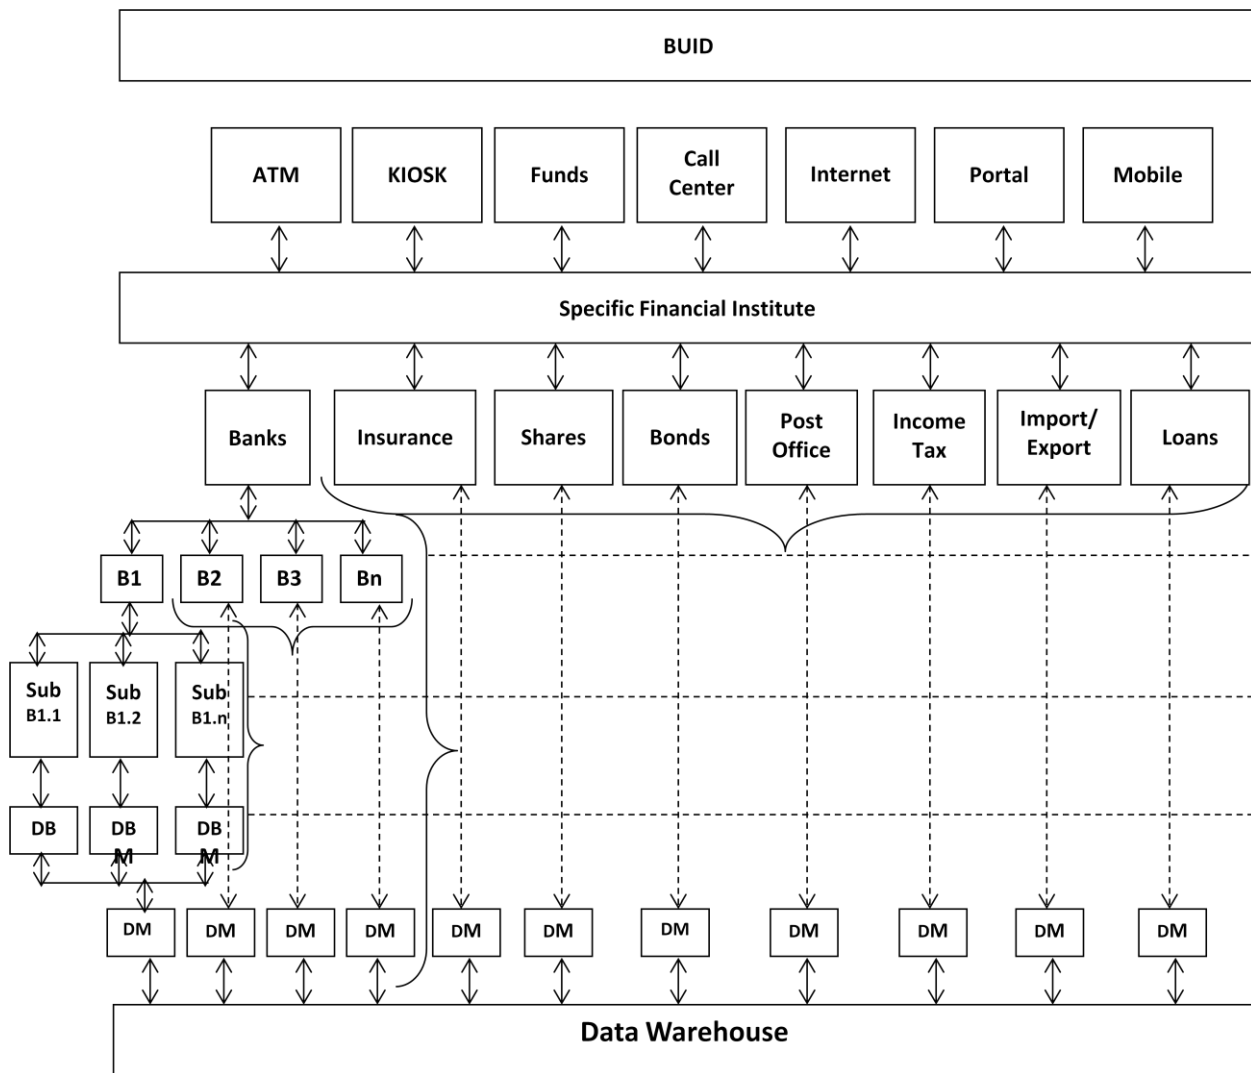 BUID
ATM
KIOSK
Funds
Call
Center
Internet
Portal
Mobile
Specific Financial Institute
Banks
Insurance
Shares
Bonds
Post
Office
Income
Tax
Import/
Export
Loans
B1
B2
B3
Bn
Sub
B1.1
Sub
B1.2
Sub
B1.n
DB
DB
M
DB
M
DM
DM
DM
DM
DM
DM
DM
DM
DM
DM
DM
Data Warehouse